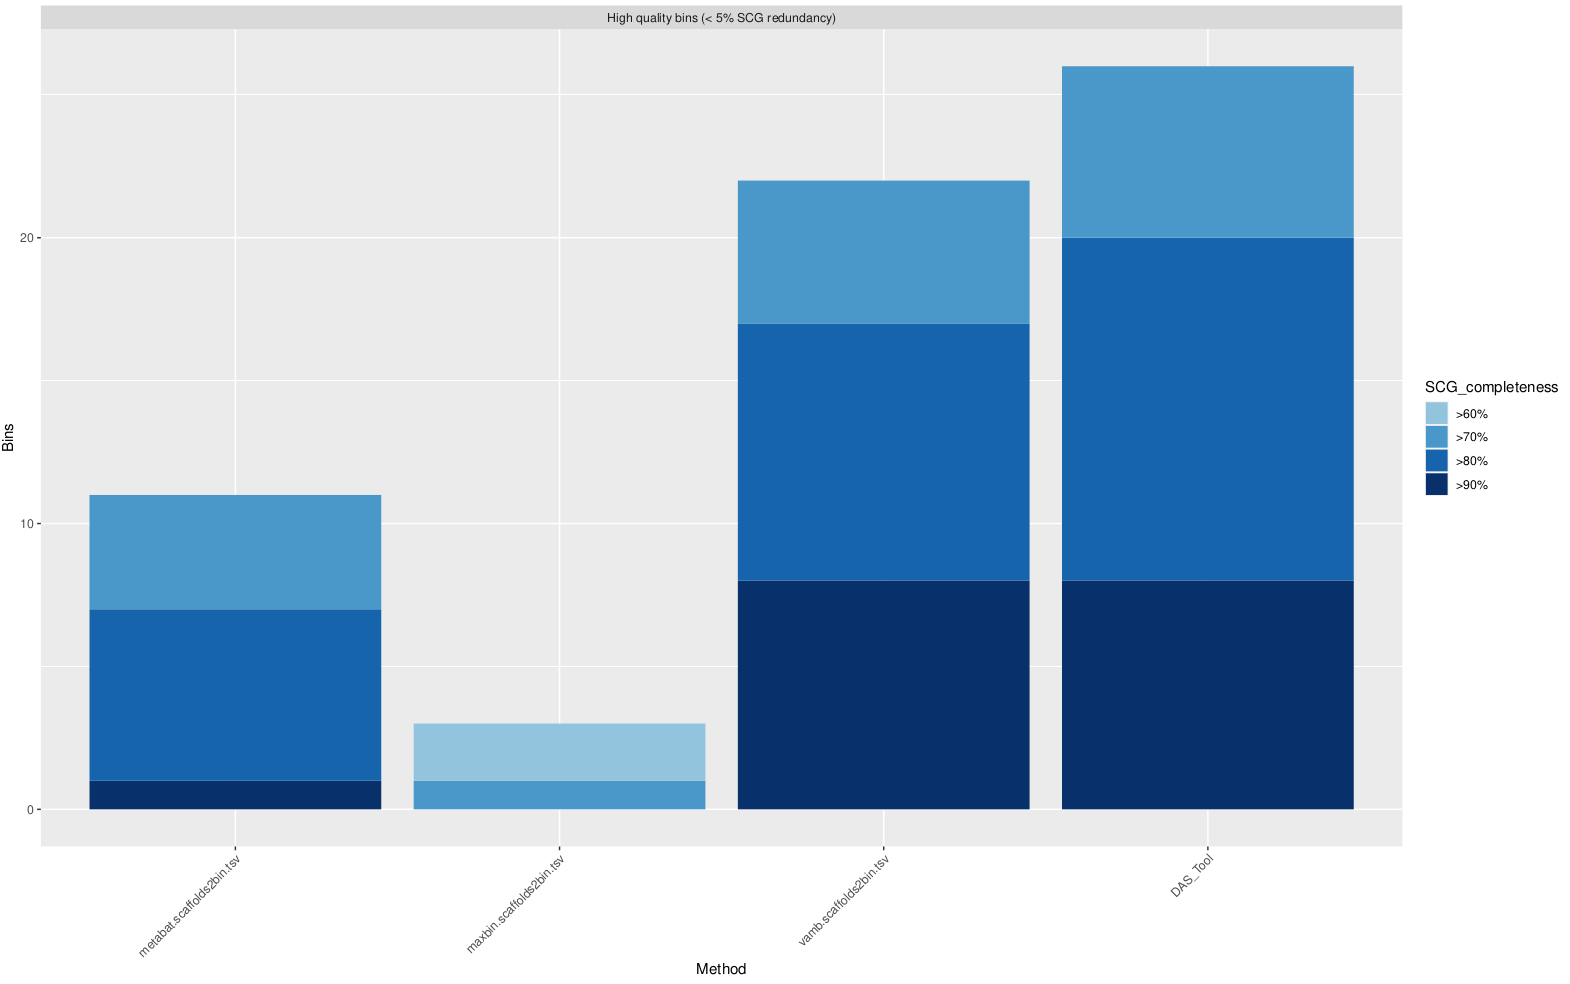 High quality bins (< 5% SCG redundancy)
Bins
20
10
0
metabat.scaffolds2bin.tsv
maxbin.scaffolds2bin.tsv
vamb.scaffolds2bin.tsv
DAS_Tool
Method
SCG_completeness
>60%
>70%
>80%
>90%